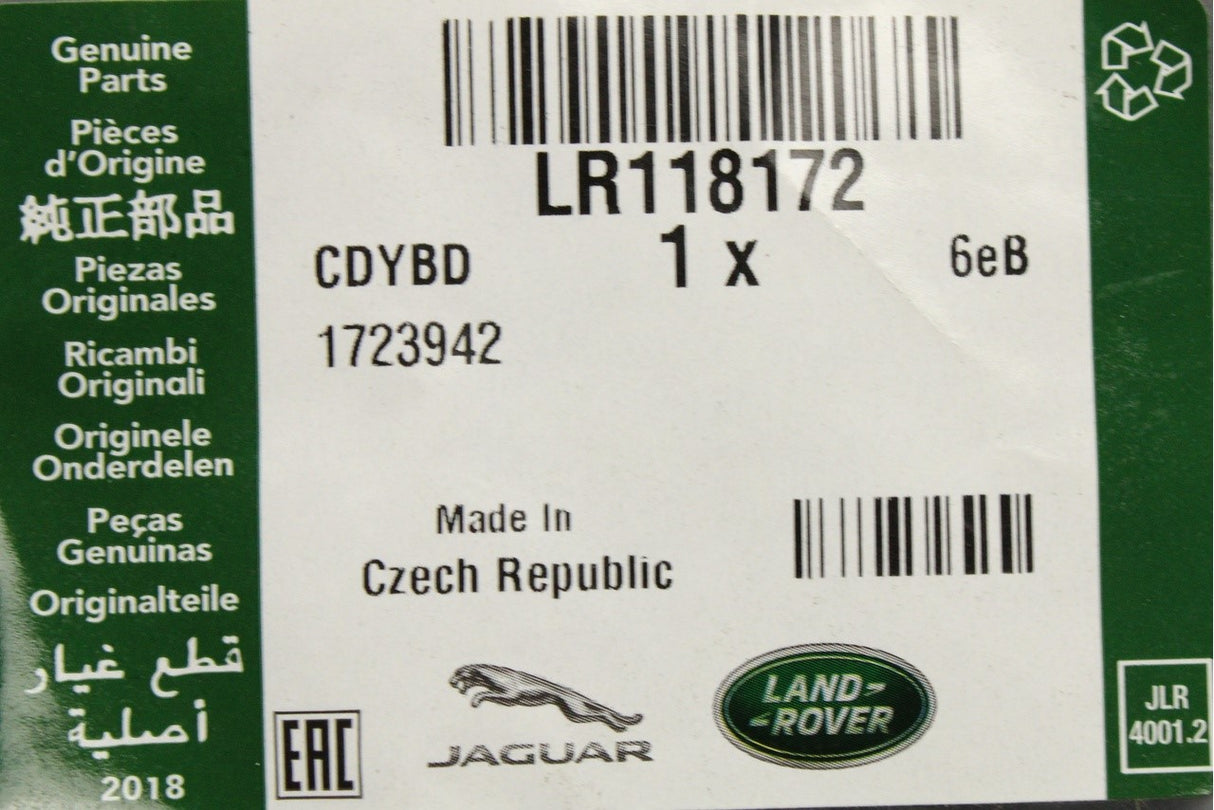 Genuine
Parts
Pièces
d'Origine
純正部品
Piezas
Originales
Ricambi
Originali
Originele
Onderdelen
Peças
Genuinas
Originalteile
قطع غيار
أصلية
2018
LR118172
CDYBD
1 x
6eB
1723942
Made In
Czech Republic
EAC
JAGUAR
LAND-
-ROVER
JLR
4001.2